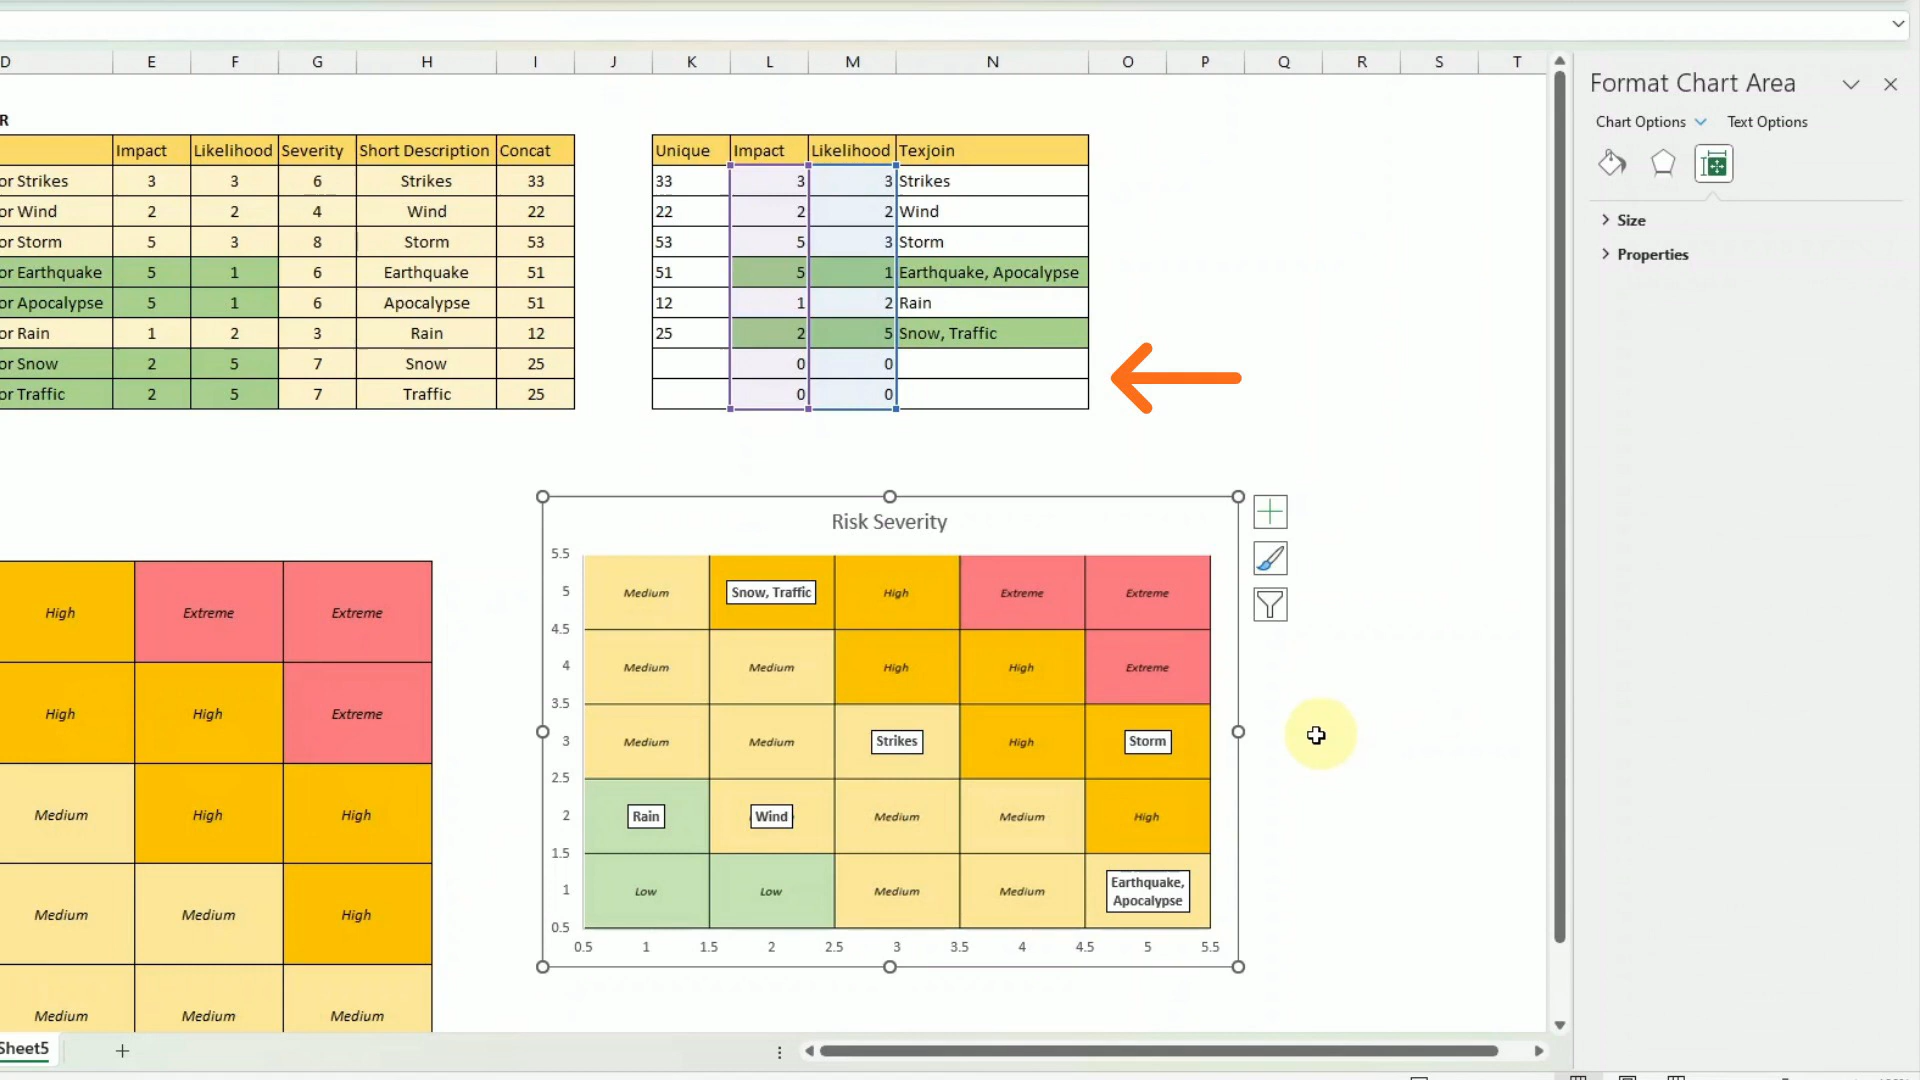 D E F G H I J K L M N O P Q R S T
Format Chart Area
Chart Options Text Options
Size
Properties
R
Impact Likelihood Severity Short Description Concat
or Strikes 3 3 6 Strikes 33
or Wind 2 2 4 Wind 22
or Storm 5 3 8 Storm 53
or Earthquake 5 1 6 Earthquake 51
or Apocalypse 5 1 6 Apocalypse 51
or Rain 1 2 3 Rain 12
or Snow 2 5 7 Snow 25
or Traffic 2 5 7 Traffic 25
Unique Impact Likelihood Texjoin
33 3 3 Strikes
22 2 2 Wind
53 5 3 Storm
51 5 1 Earthquake, Apocalypse
12 1 2 Rain
25 2 5 Snow, Traffic
0 0
0 0
High Extreme Extreme
High High Extreme
Medium High High
Medium Medium High
Medium Medium Medium
Risk Severity
5.5
5 Medium Snow, Traffic High Extreme Extreme
4.5
4 Medium Medium High High Extreme
3.5
3 Medium Medium Strikes High Storm
2.5
2 Rain Wind Medium Medium High
1.5
1 Low Low Medium Medium Earthquake,
Apocalypse
0.5
0.5 1 1.5 2 2.5 3 3.5 4 4.5 5 5.5
Sheet5